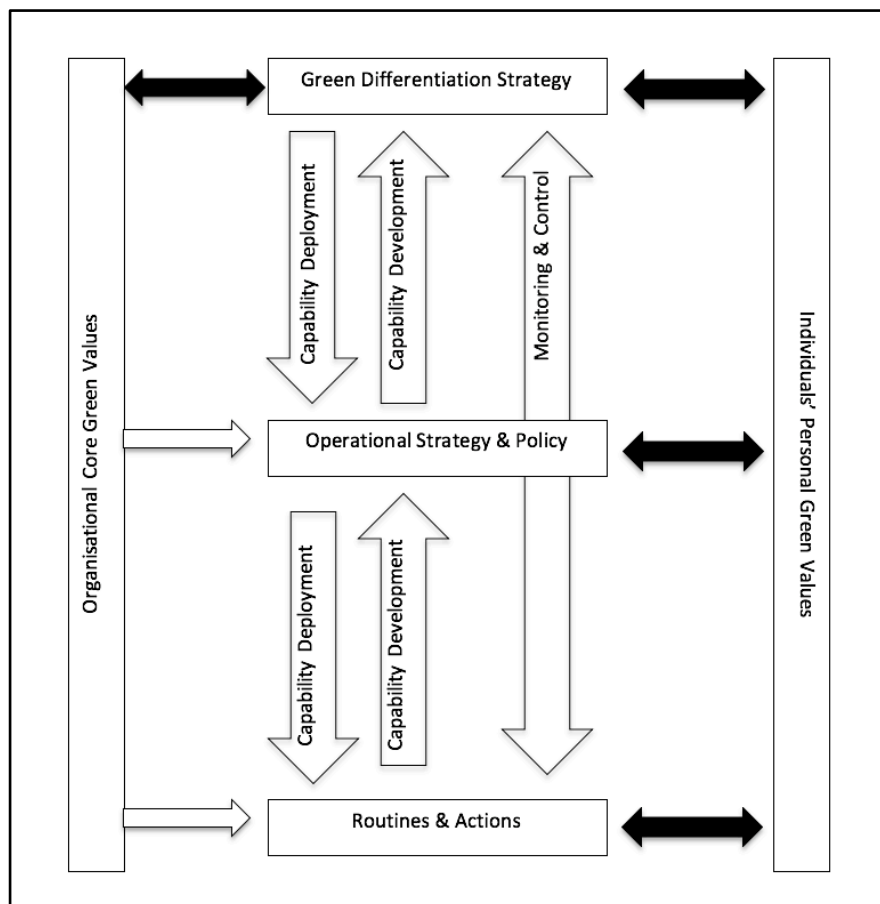 Green Differentiation Strategy
Organisational Core Green Values
Capability Deployment
Capability Development
Monitoring & Control
Individuals' Personal Green Values
Operational Strategy & Policy
Capability Deployment
Capability Development
Routines & Actions